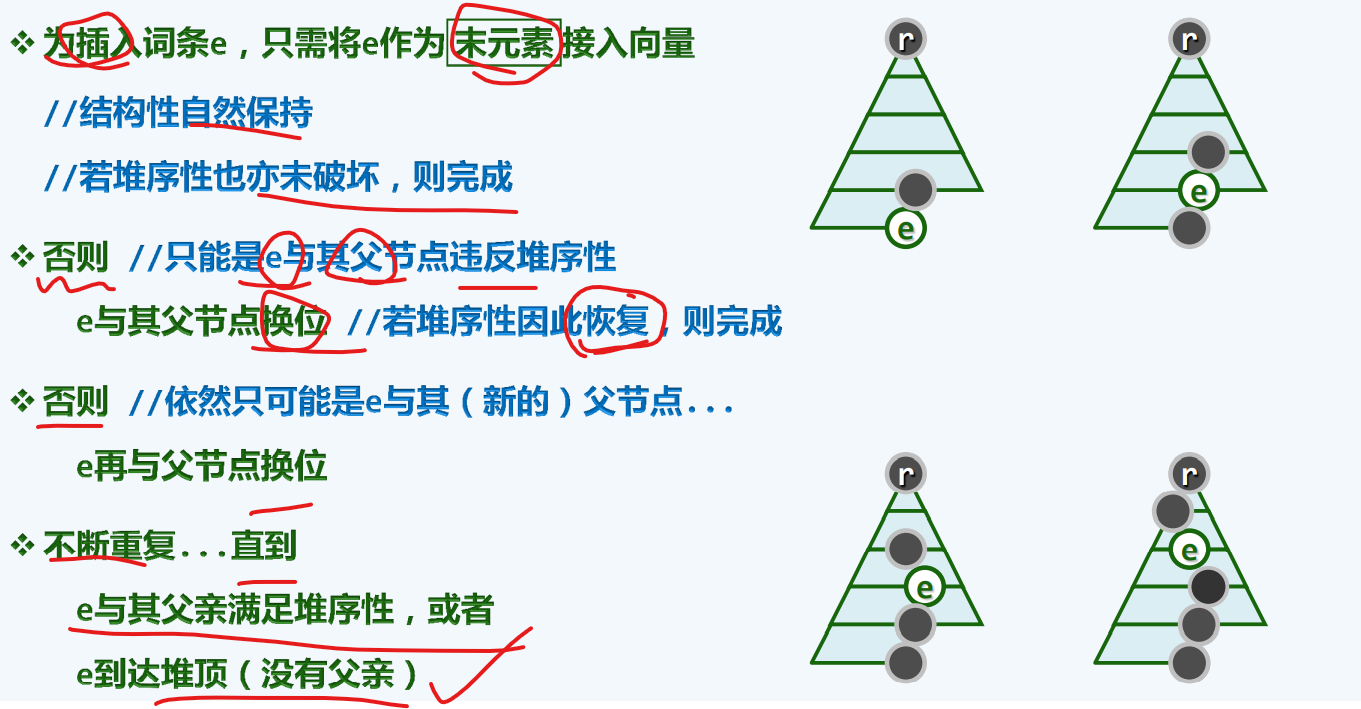 ❖ 为插入词条e，只需将e作为 末元素 接入向量
//结构性自然保持
//若堆序性也亦未破坏，则完成
❖ 否则 //只能是e与其父节点违反堆序性
e与其父节点换位 //若堆序性因此恢复，则完成
❖ 否则 //依然只可能是e与其（新的）父节点...
e再与父节点换位
❖ 不断重复...直到
e与其父亲满足堆序性，或者
e到达堆顶（没有父亲）
r
e
r
e
r
e
r
e